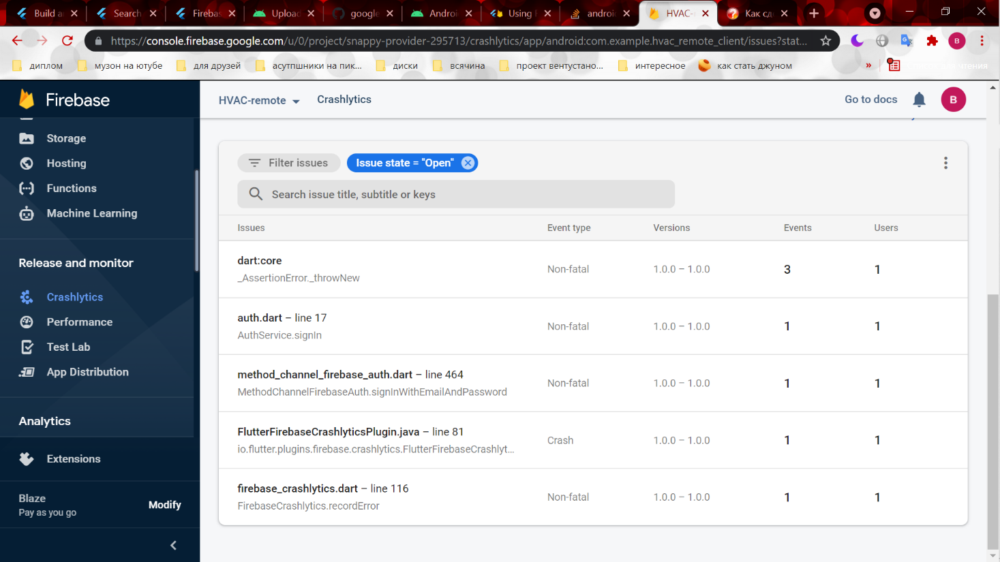 Build a
Search
Firebas
Upload
google
Androi
Using F
androi
HVAC-r
Как сд
https://console.firebase.google.com/u/0/project/snappy-provider-295713/crashlytics/app/android:com.example.hvac_remote_client/issues?stat...
B
диплом
музон на ютубе
для друзей
асутпшники на пик...
диски
всячина
проект вентустано...
интересное
как стать джуном
»
Firebase
HVAC-remote
Crashlytics
Go to docs
B
Storage
Hosting
Functions
Machine Learning
Release and monitor
Crashlytics
Performance
Test Lab
App Distribution
Analytics
Extensions
Blaze
Pay as you go
Modify
Filter issues
Issue state = "Open"
Search issue title, subtitle or keys
Issues Event type Versions Events Users
dart:core
_AssertionError._throwNew
Non-fatal 1.0.0 – 1.0.0 3 1
auth.dart – line 17
AuthService.signIn
Non-fatal 1.0.0 – 1.0.0 1 1
method_channel_firebase_auth.dart – line 464
MethodChannelFirebaseAuth.signInWithEmailAndPassword
Non-fatal 1.0.0 – 1.0.0 1 1
FlutterFirebaseCrashlyticsPlugin.java – line 81
io.flutter.plugins.firebase.crashlytics.FlutterFirebaseCrashlyt...
Crash 1.0.0 – 1.0.0 1 1
firebase_crashlytics.dart – line 116
FirebaseCrashlytics.recordError
Non-fatal 1.0.0 – 1.0.0 1 1